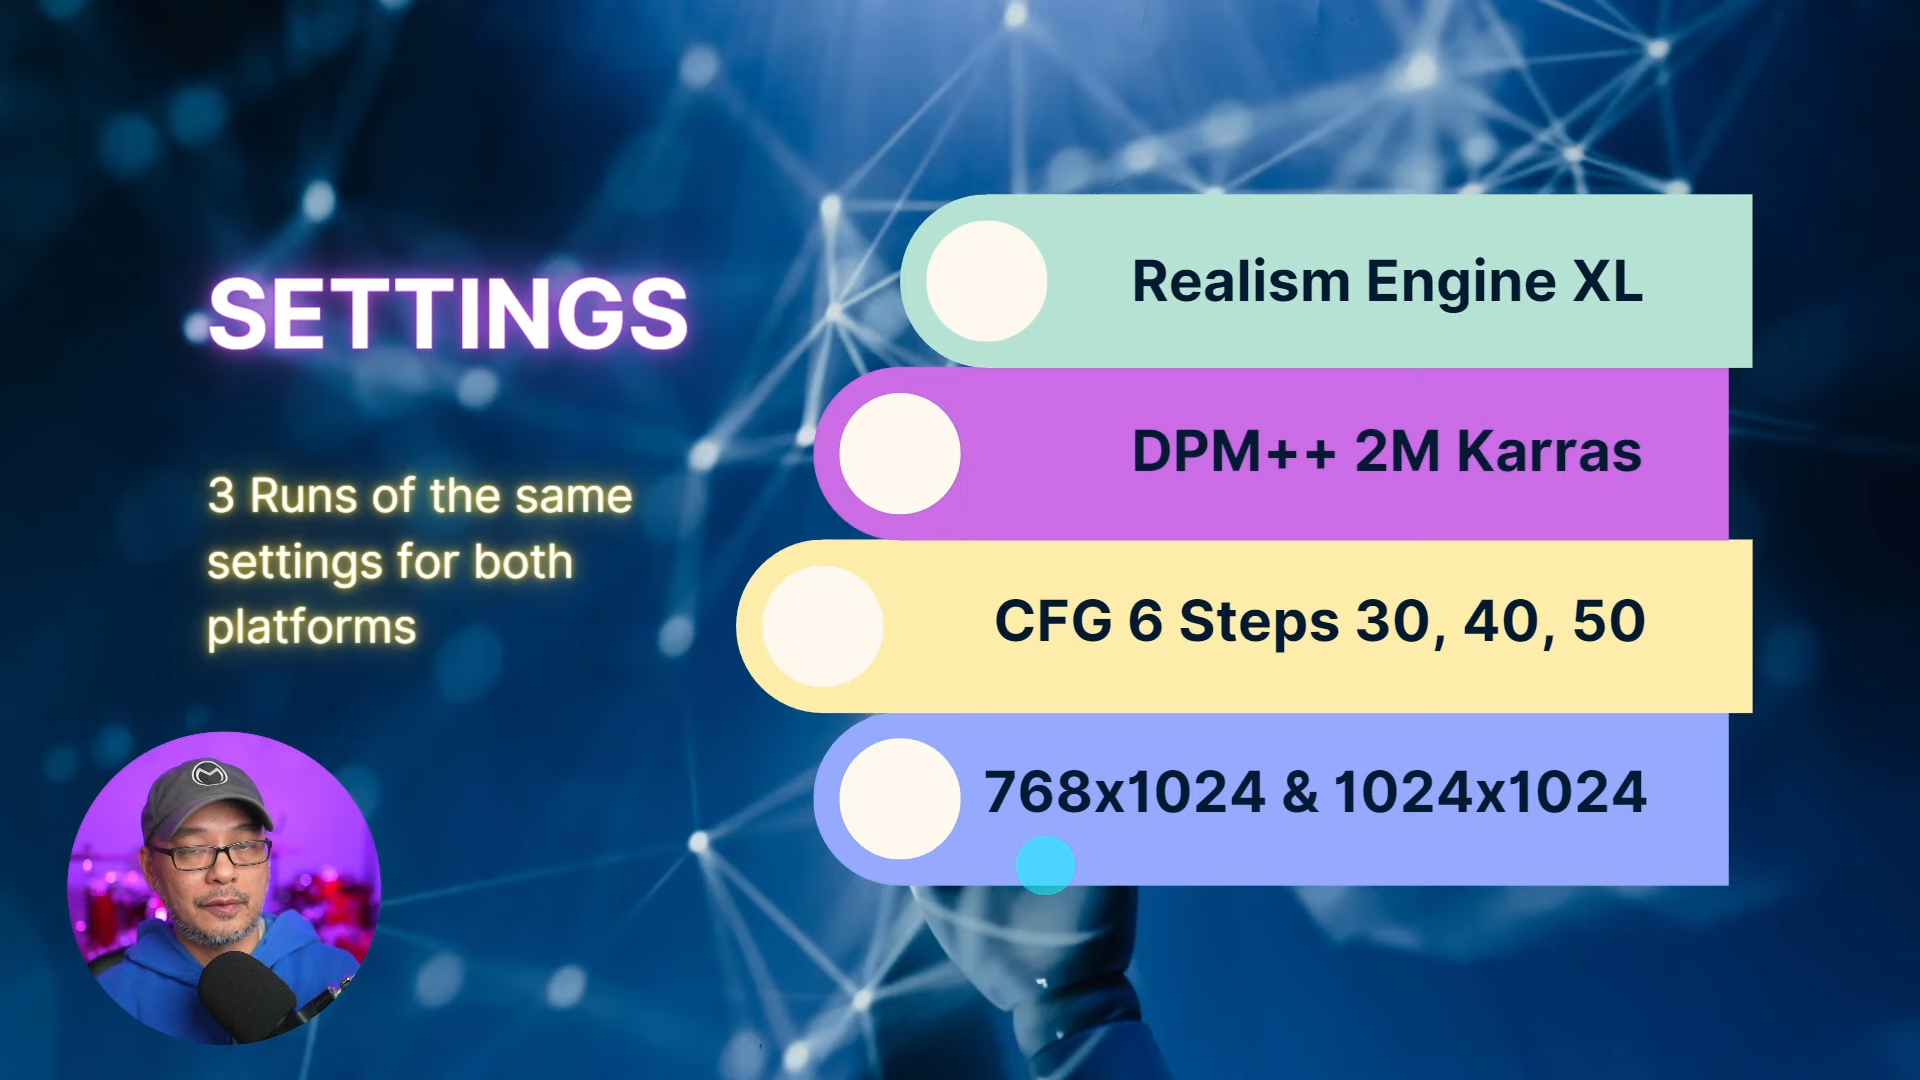 SETTINGS
3 Runs of the same
settings for both
platforms
Realism Engine XL
DPM++ 2M Karras
CFG 6 Steps 30, 40, 50
768x1024 & 1024x1024